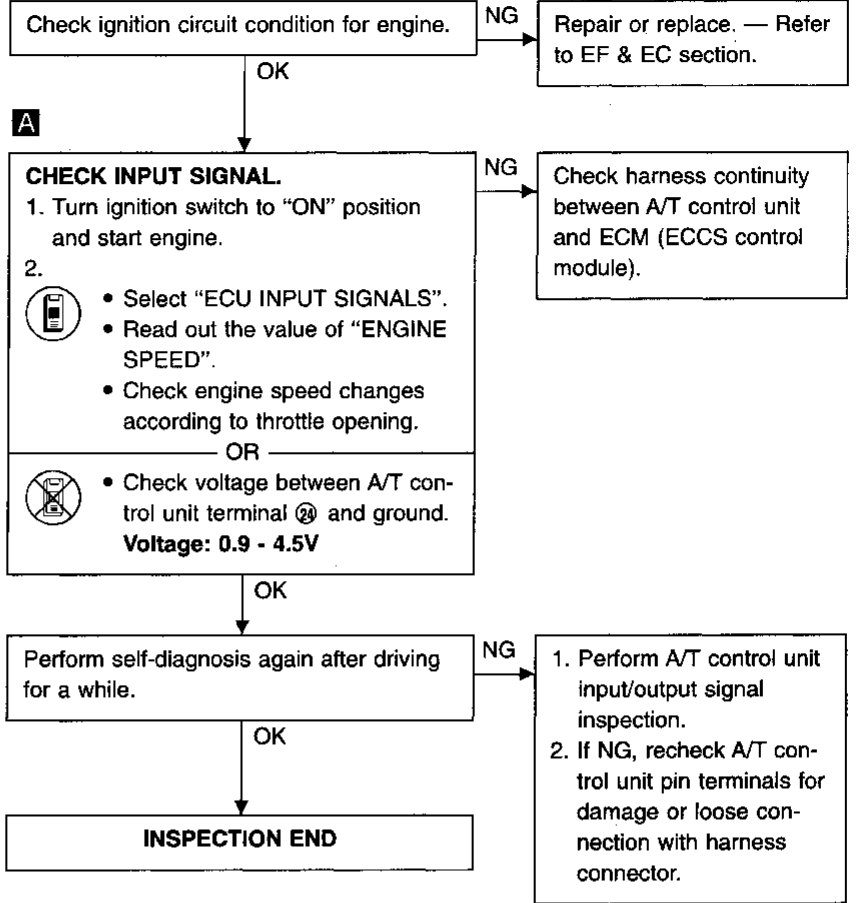 Check ignition circuit condition for engine.
NG
Repair or replace. — Refer
to EF & EC section.
OK
A
CHECK INPUT SIGNAL.
1. Turn ignition switch to “ON” position
and start engine.
2.
• Select “ECU INPUT SIGNALS”.
• Read out the value of “ENGINE
SPEED”.
• Check engine speed changes
according to throttle opening.
OR
• Check voltage between A/T con-
trol unit terminal ㉔ and ground.
Voltage: 0.9 - 4.5V
NG
Check harness continuity
between A/T control unit
and ECM (ECCS control
module).
OK
Perform self-diagnosis again after driving
for a while.
NG
1. Perform A/T control unit
input/output signal
inspection.
2. If NG, recheck A/T con-
trol unit pin terminals for
damage or loose con-
nection with harness
connector.
OK
INSPECTION END